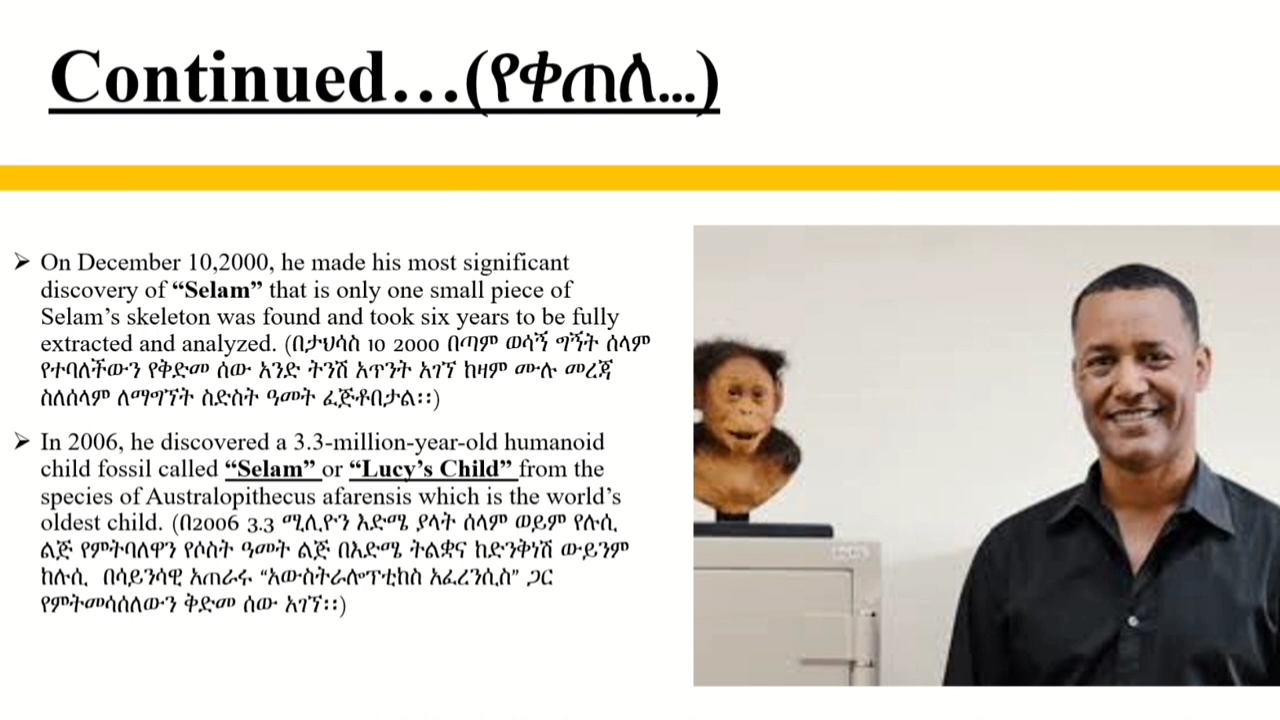 Continued…(የቀጠለ...)
➢ On December 10,2000, he made his most significant
discovery of “Selam” that is only one small piece of
Selam’s skeleton was found and took six years to be fully
extracted and analyzed. (በታህሳስ 10 2000 በጣም ወሳኝ ግኝት ሰላም
የተባለችውን የቅድመ ሰው አንድ ትንሽ አጥንት አገኘ ከዛም ሙሉ መረጃ
ስለሰላም ለማግኘት ስድስት ዓመት ፈጅቶበታል፡፡)
➢ In 2006, he discovered a 3.3-million-year-old humanoid
child fossil called “Selam” or “Lucy’s Child” from the
species of Australopithecus afarensis which is the world’s
oldest child. (በ2006 3.3 ሚሊዮን እድሜ ያላት ሰላም ወይም የሉሲ
ልጅ የምትባለዋን የሶስት ዓመት ልጅ በእድሜ ትልቋና ከድንቅነሽ ውይንም
ከሉሲ በሳይንሳዊ አጠራሩ “አውስትራሎፕቲከስ አፈረንሲስ” ጋር
የምትመሳሰለውን ቅድመ ሰው አገኘ፡፡)